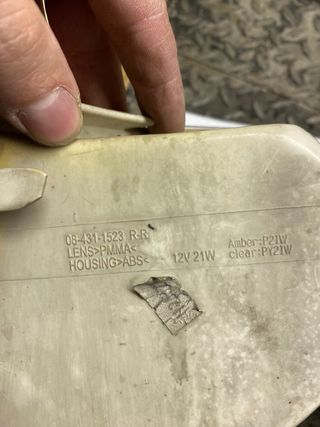 08-431-1523 R-R
LENS>PMMA<
HOUSING>ABS<
12V 21W
Amber:P21W
clear:PY21W